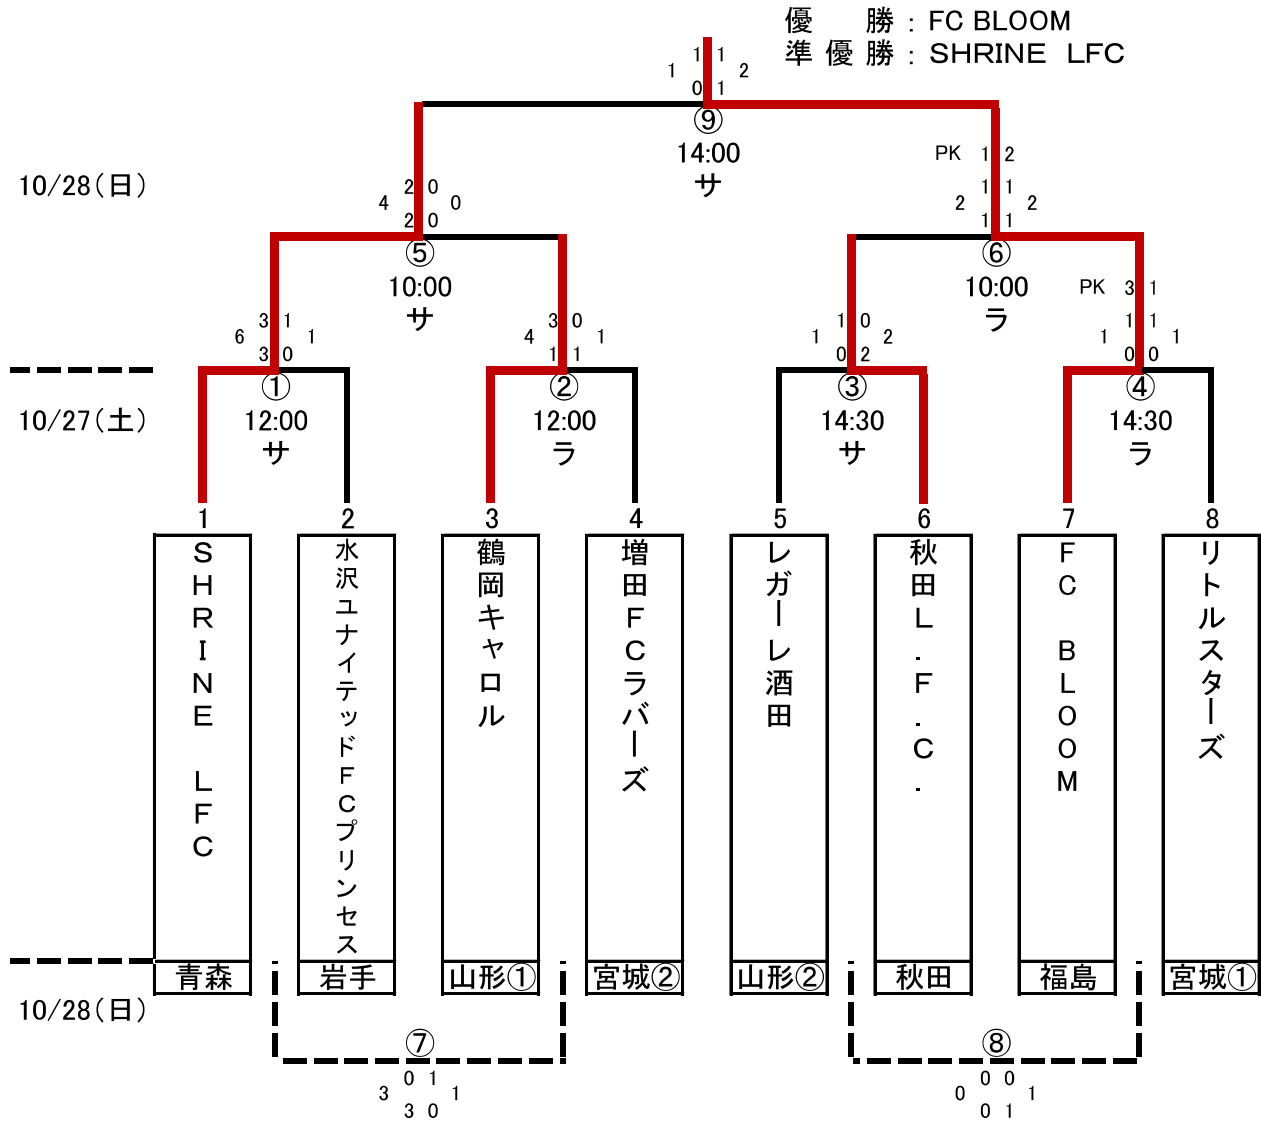 優　勝：FC BLOOM
準優勝：SHRINE LFC
1 1
1 2
0 1
⑨
14:00
サ
PK 1 2
10/28(日)
2 0
4 0
2 0
1 1
2 2
1 1
⑤
10:00
サ
⑥
10:00
ラ
PK 3 1
3 1
6 1
3 0
3 0
4 1
1 1
1 0
1 2
0 2
1 1
1 1
0 0
10/27(土)
①
12:00
サ
②
12:00
ラ
③
14:30
サ
④
14:30
ラ
1 2 3 4 5 6 7 8
SHRINE LFC
水沢ユナイテッドFCプリンセス
鶴岡キャロル
増田FCラバーズ
レガーレ酒田
秋田L.F.C.
FC BLOOM
リトルスターズ
青森 岩手 山形① 宮城② 山形② 秋田 福島 宮城①
10/28(日)
⑦
0 1
3 1
3 0
⑧
0 0
0 1
0 1